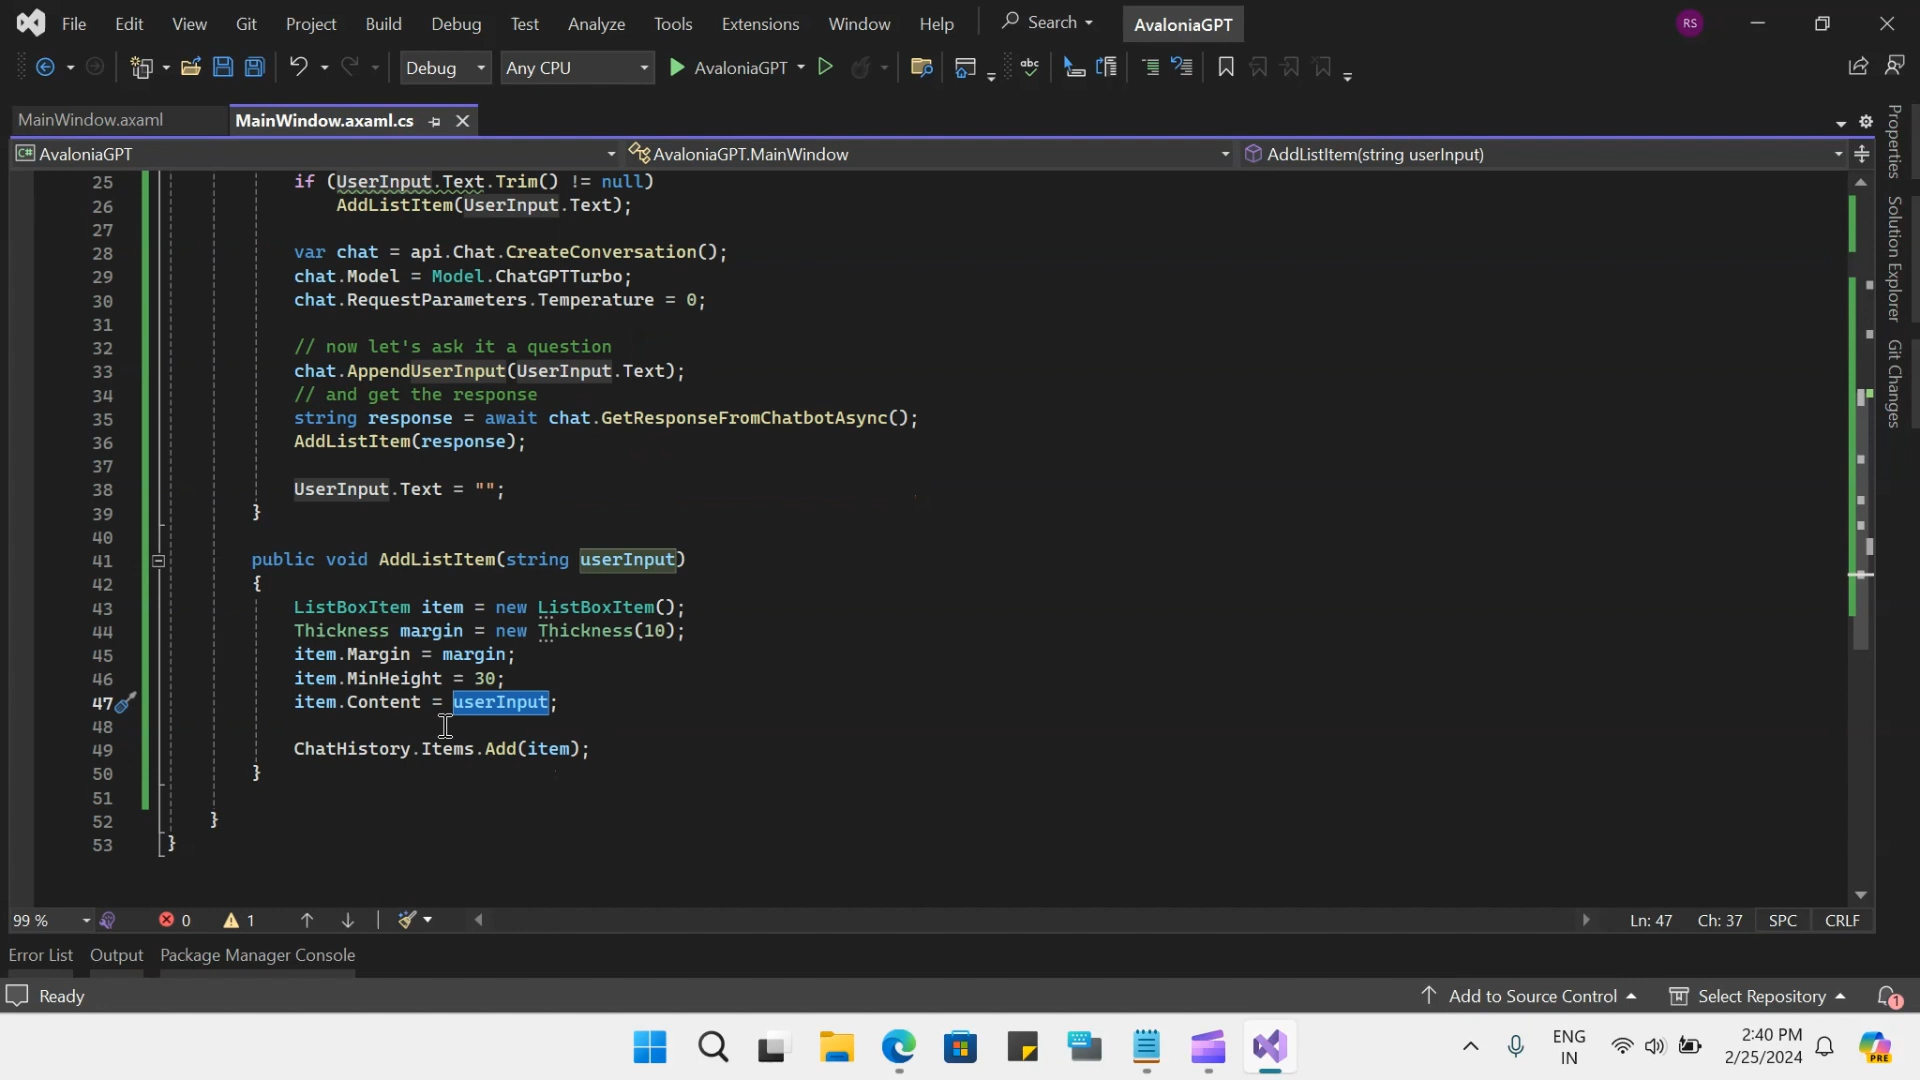 File Edit View Git Project Build Debug Test Analyze Tools Extensions Window Help Search AvaloniaGPT RS
Debug Any CPU AvaloniaGPT abc
MainWindow.axaml MainWindow.axaml.cs
C# AvaloniaGPT AvaloniaGPT.MainWindow AddListItem(string userInput)
Properties
Solution Explorer
Git Changes
25 if (UserInput.Text.Trim() != null)
26 AddListItem(UserInput.Text);
27
28 var chat = api.Chat.CreateConversation();
29 chat.Model = Model.ChatGPTTurbo;
30 chat.RequestParameters.Temperature = 0;
31
32 // now let's ask it a question
33 chat.AppendUserInput(UserInput.Text);
34 // and get the response
35 string response = await chat.GetResponseFromChatbotAsync();
36 AddListItem(response);
37
38 UserInput.Text = "";
39 }
40
41 public void AddListItem(string userInput)
42 {
43 ListBoxItem item = new ListBoxItem();
44 Thickness margin = new Thickness(10);
45 item.Margin = margin;
46 item.MinHeight = 30;
47 item.Content = userInput;
48
49 ChatHistory.Items.Add(item);
50 }
51
52 }
53 }
99 % 0 1 Ln: 47 Ch: 37 SPC CRLF
Error List Output Package Manager Console
Ready Add to Source Control Select Repository 1
ENG 2:40 PM
IN 2/25/2024 PRE